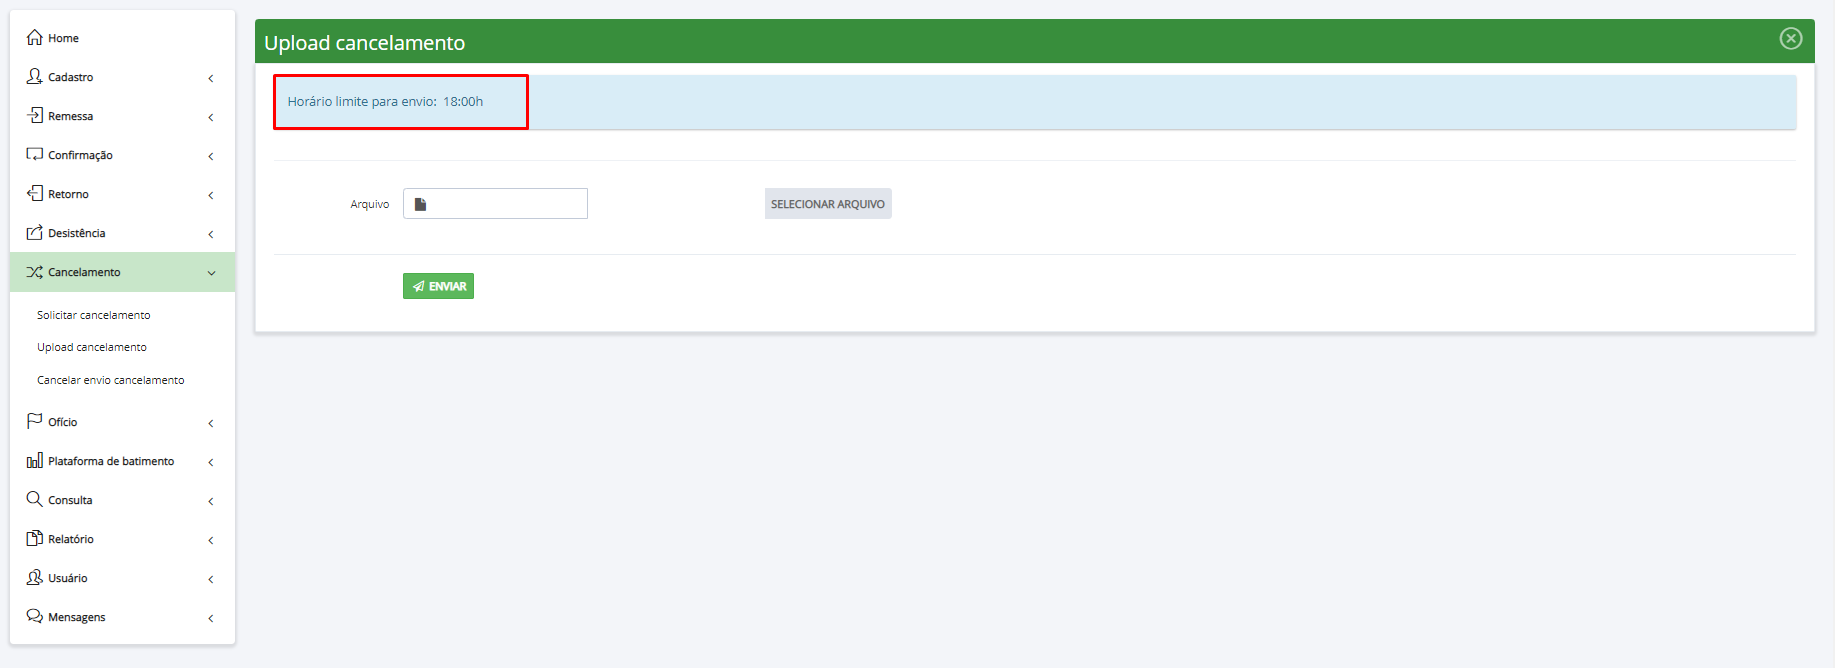 Home
Cadastro
Remessa
Confirmação
Retorno
Desistência
Cancelamento
Solicitar cancelamento
Upload cancelamento
Cancelar envio cancelamento
Ofício
Plataforma de batimento
Consulta
Relatório
Usuário
Mensagens
Upload cancelamento
Horário limite para envio: 18:00h
Arquivo
SELECIONAR ARQUIVO
ENVIAR